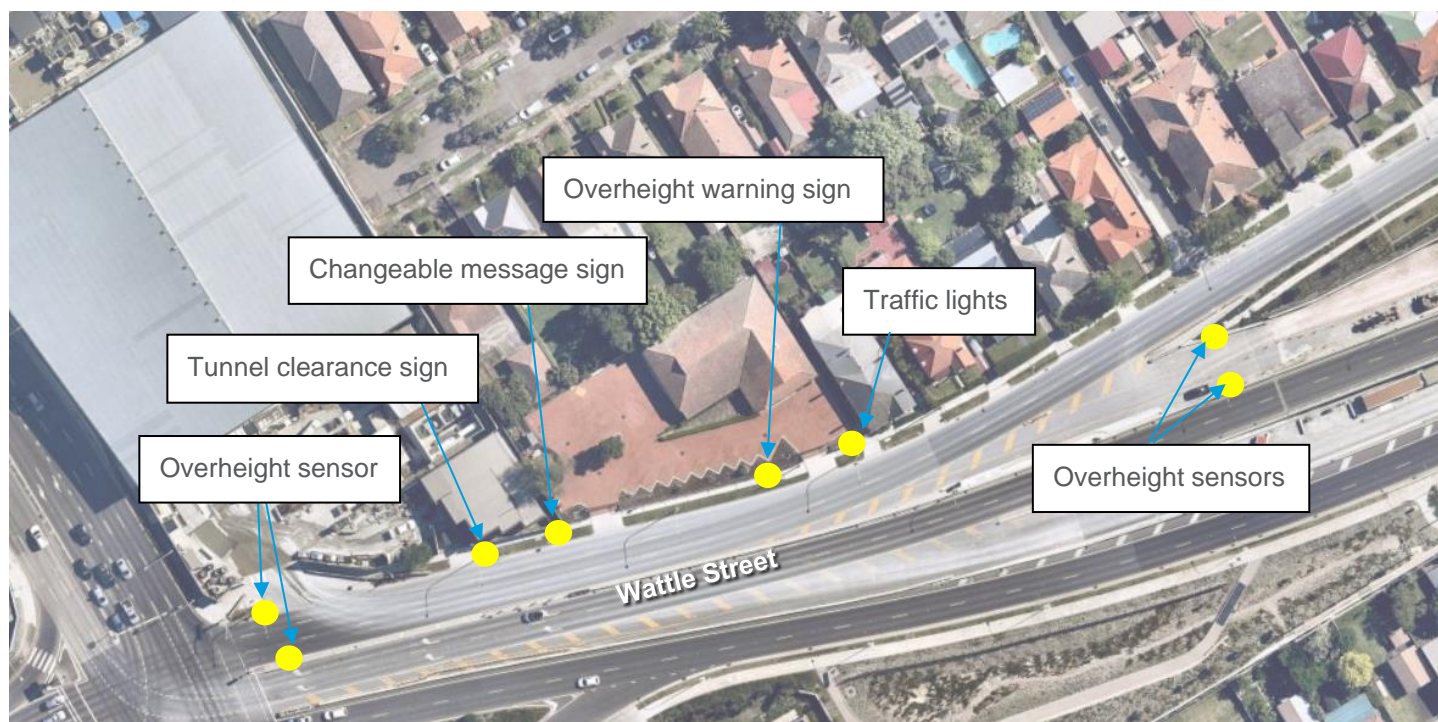 Overheight warning sign
Changeable message sign
Traffic lights
Tunnel clearance sign
Overheight sensor
Overheight sensors
Wattle Street